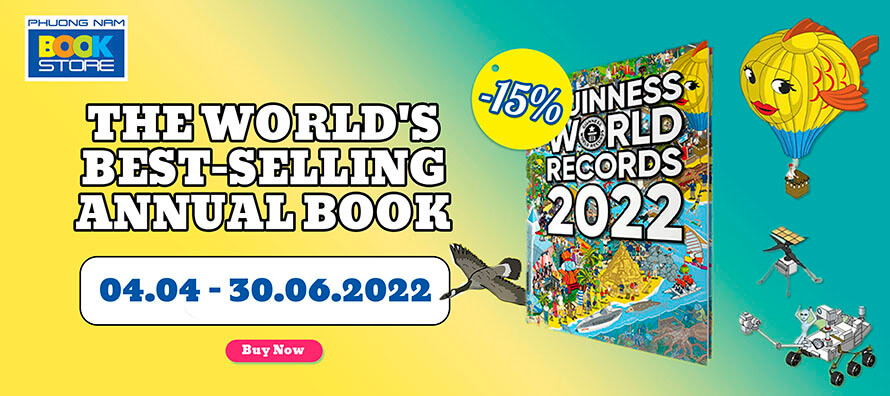 PHUONG NAM
BOOK
STORE
THE WORLD'S
BEST-SELLING
ANNUAL BOOK
04.04 - 30.06.2022
Buy Now
-15%
GUINNESS
WORLD
RECORDS
2022